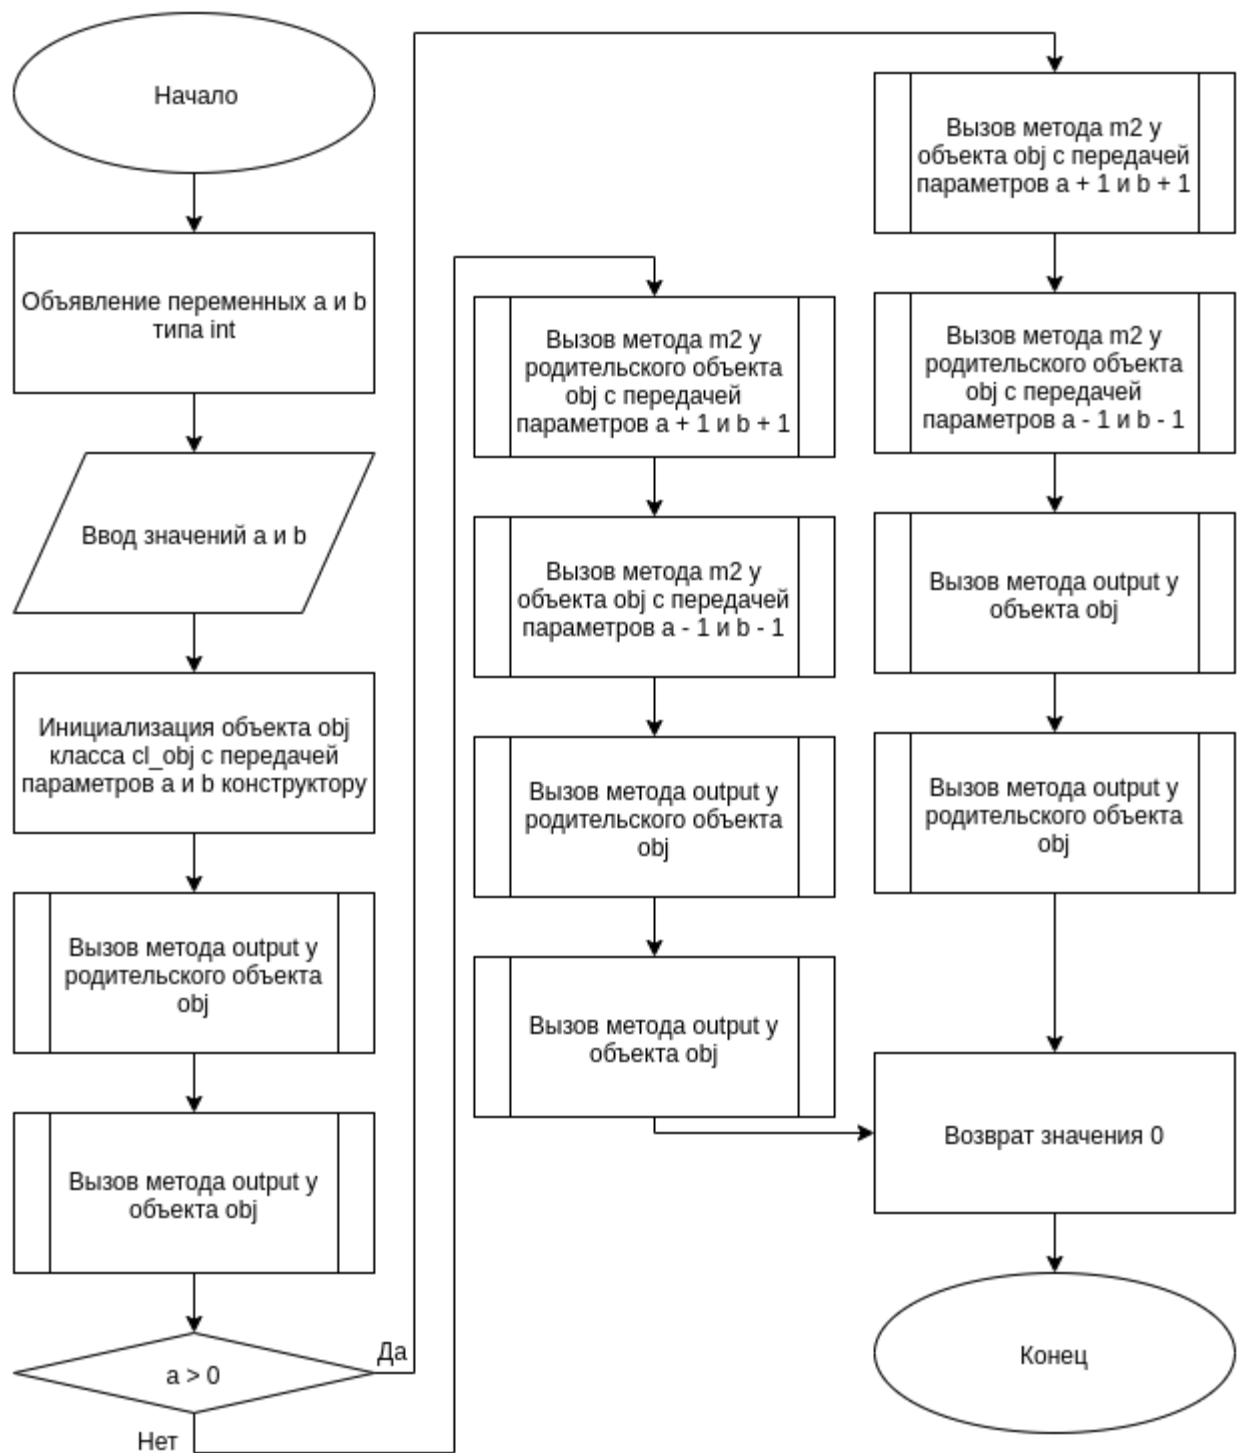 Начало
Объявление переменных a и b
типа int
Ввод значений a и b
Инициализация объекта obj
класса cl_obj с передачей
параметров a и b конструктору
Вызов метода output у
родительского объекта
obj
Вызов метода output у
объекта obj
a > 0
Да
Нет
Вызов метода m2 у
родительского объекта
obj с передачей
параметров a + 1 и b + 1
Вызов метода m2 у
объекта obj с передачей
параметров a - 1 и b - 1
Вызов метода output у
родительского объекта
obj
Вызов метода output у
объекта obj
Вызов метода m2 у
объекта obj с передачей
параметров a + 1 и b + 1
Вызов метода m2 у
родительского объекта
obj с передачей
параметров a - 1 и b - 1
Вызов метода output у
объекта obj
Вызов метода output у
родительского объекта
obj
Возврат значения 0
Конец